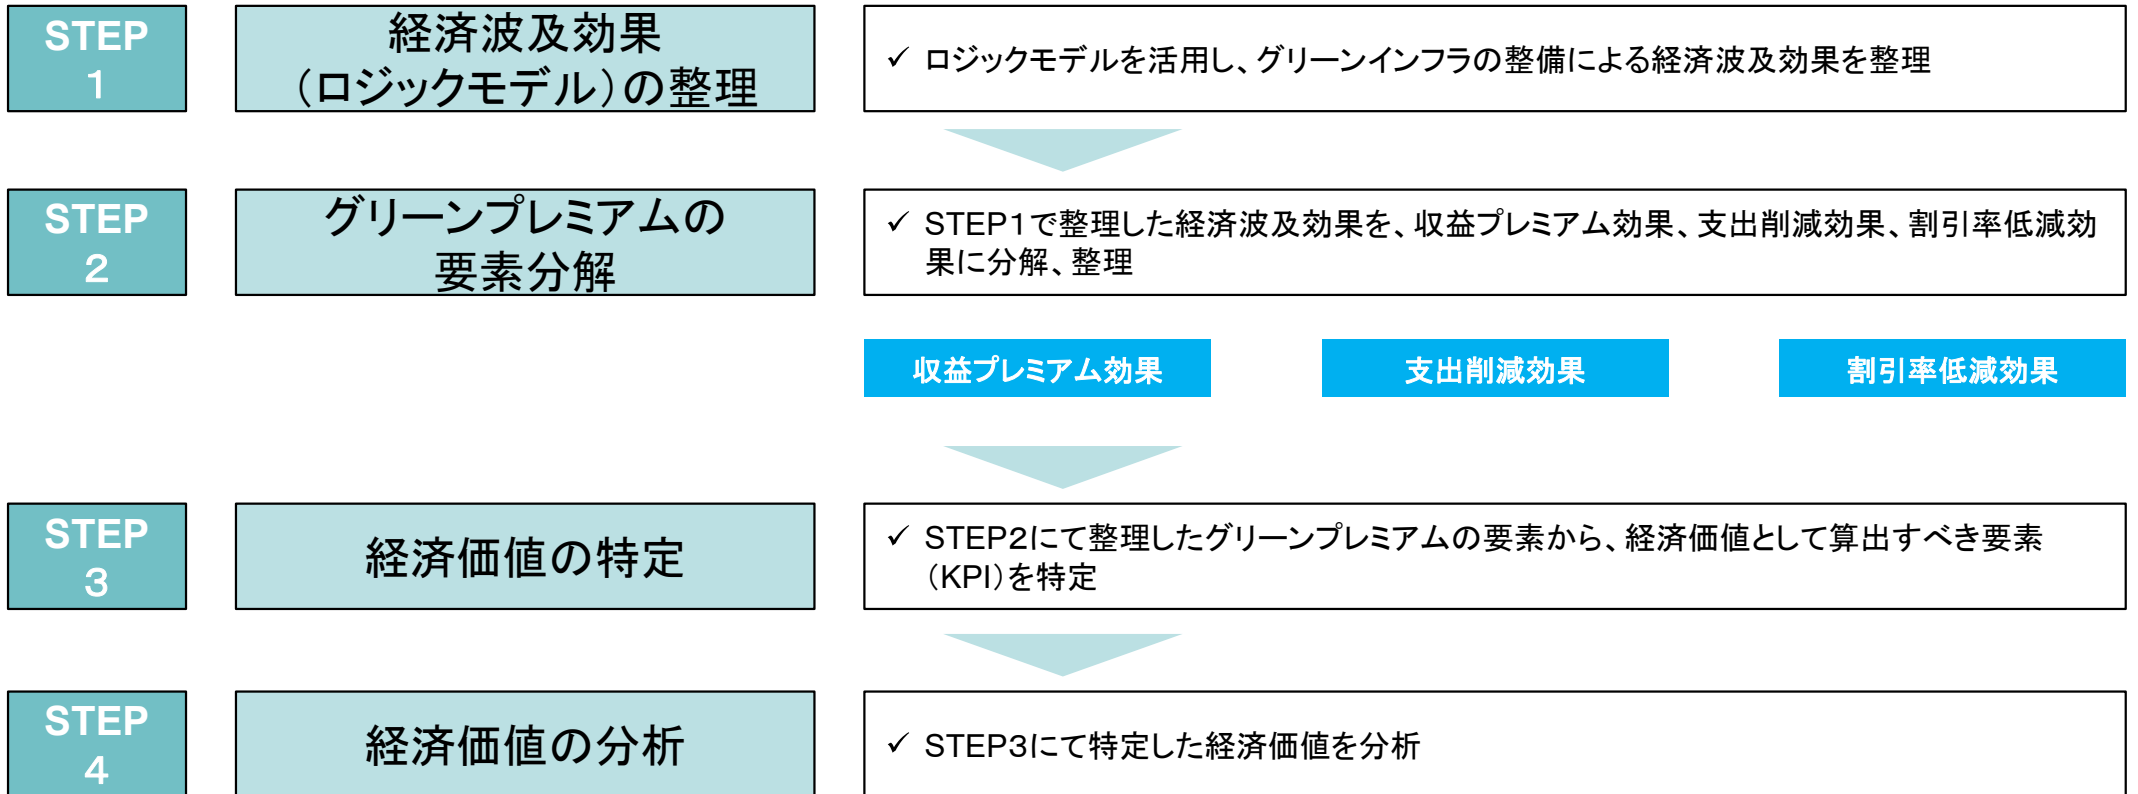 STEP
1
経済波及効果
（ロジックモデル）の整理
✓ ロジックモデルを活用し、グリーンインフラの整備による経済波及効果を整理
STEP
2
グリーンプレミアムの
要素分解
✓ STEP1で整理した経済波及効果を、収益プレミアム効果、支出削減効果、割引率低減効
果に分解、整理
収益プレミアム効果
支出削減効果
割引率低減効果
STEP
3
経済価値の特定
✓ STEP2にて整理したグリーンプレミアムの要素から、経済価値として算出すべき要素
（KPI）を特定
STEP
4
経済価値の分析
✓ STEP3にて特定した経済価値を分析